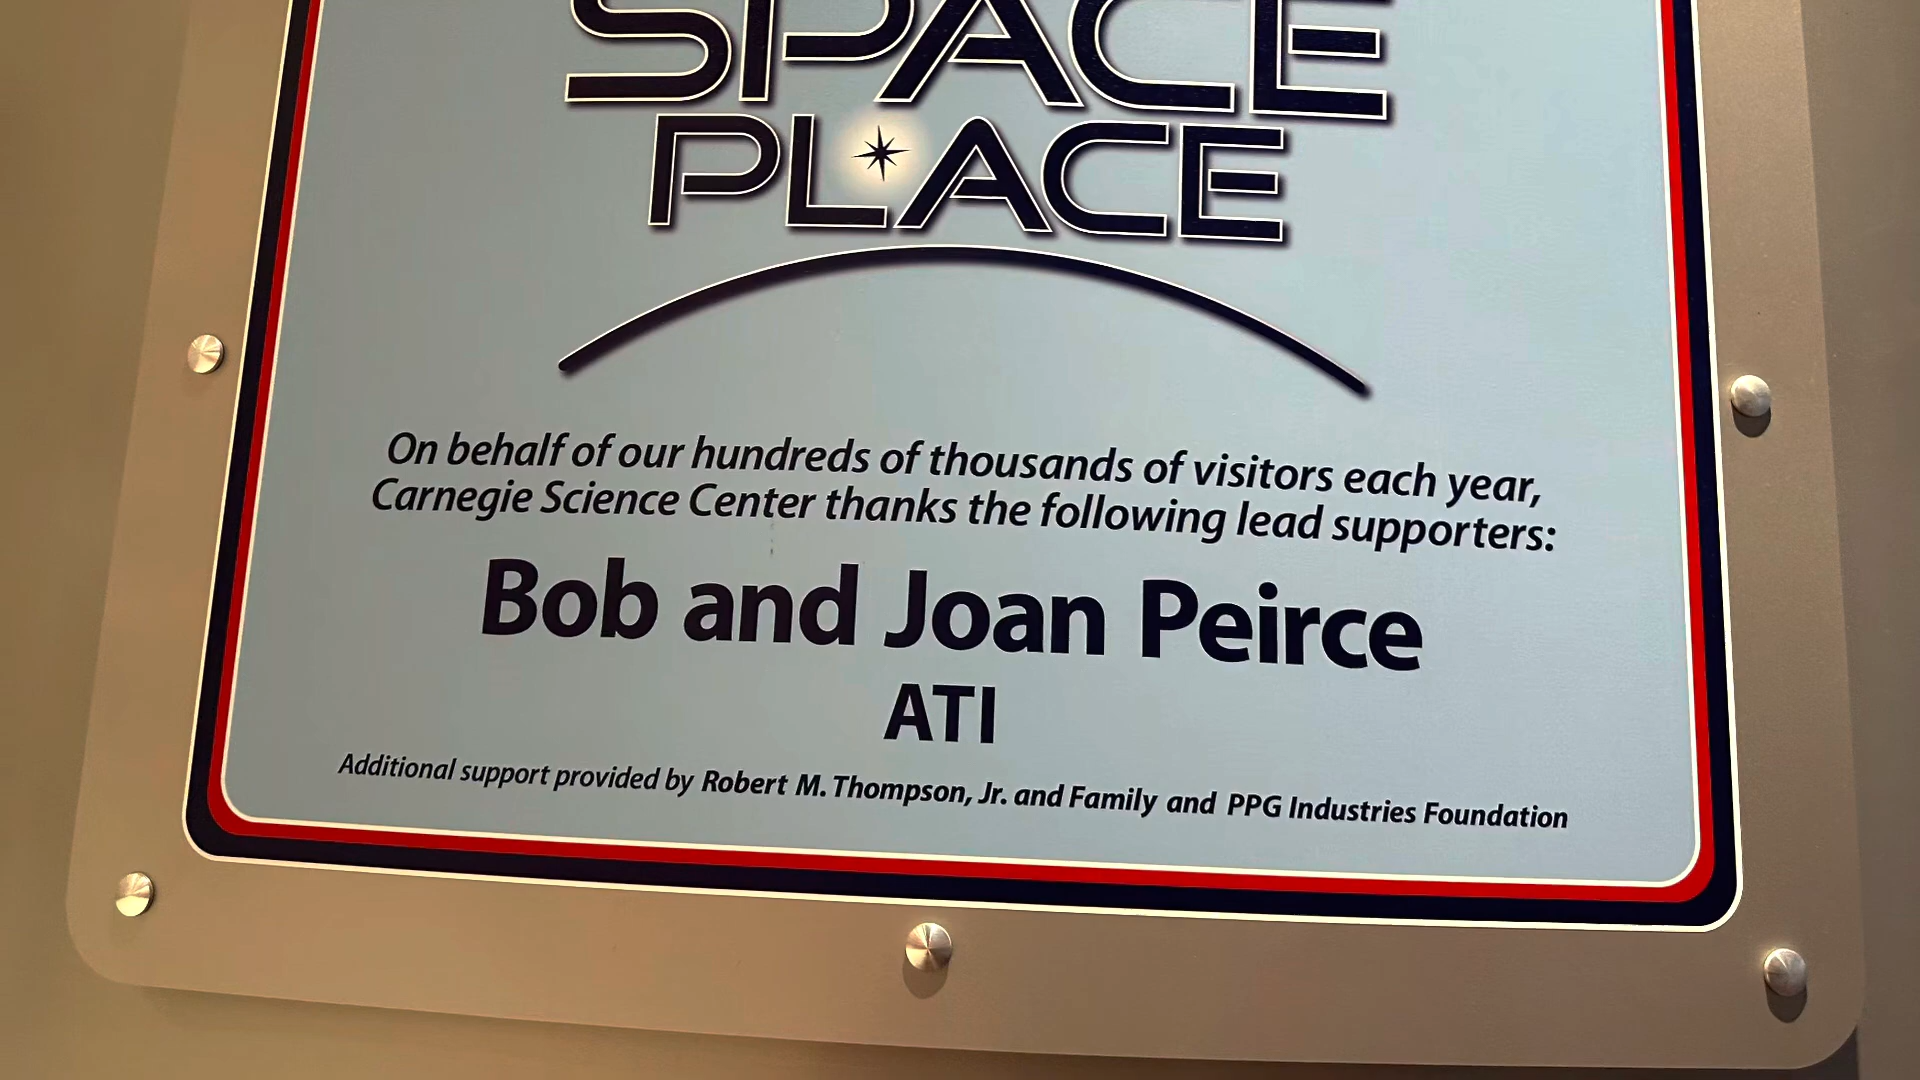 SPACE
PLACE
On behalf of our hundreds of thousands of visitors each year,
Carnegie Science Center thanks the following lead supporters:
Bob and Joan Peirce
ATI
Additional support provided by Robert M. Thompson, Jr. and Family and PPG Industries Foundation